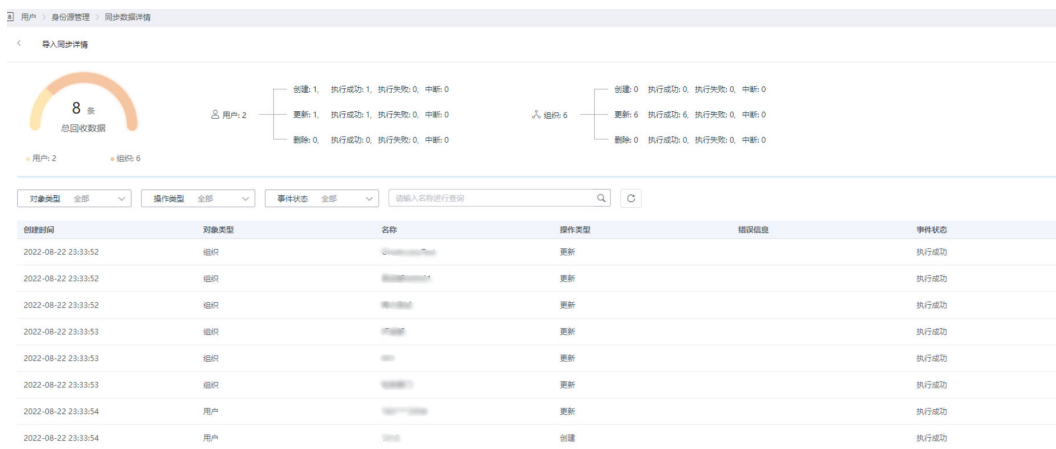 用户 > 身份源管理 > 同步数据详情
< 导入同步详情
8 条
总回收数据
用户: 2 组织: 6
用户: 2
创建: 1, 执行成功: 1, 执行失败: 0, 中断: 0
更新: 1, 执行成功: 1, 执行失败: 0, 中断: 0
删除: 0, 执行成功: 0, 执行失败: 0, 中断: 0
组织: 6
创建: 0 执行成功: 0, 执行失败: 0, 中断: 0
更新: 6 执行成功: 6, 执行失败: 0, 中断: 0
删除: 0 执行成功: 0, 执行失败: 0, 中断: 0
对象类型 全部 操作类型 全部 事件状态 全部 请输入名称进行查询
创建时间 对象类型 名称 操作类型 错误信息 事件状态
2022-08-22 23:33:52 组织 更新 执行成功
2022-08-22 23:33:52 组织 更新 执行成功
2022-08-22 23:33:52 组织 更新 执行成功
2022-08-22 23:33:53 组织 更新 执行成功
2022-08-22 23:33:53 组织 更新 执行成功
2022-08-22 23:33:53 组织 更新 执行成功
2022-08-22 23:33:54 用户 更新 执行成功
2022-08-22 23:33:54 用户 创建 执行成功